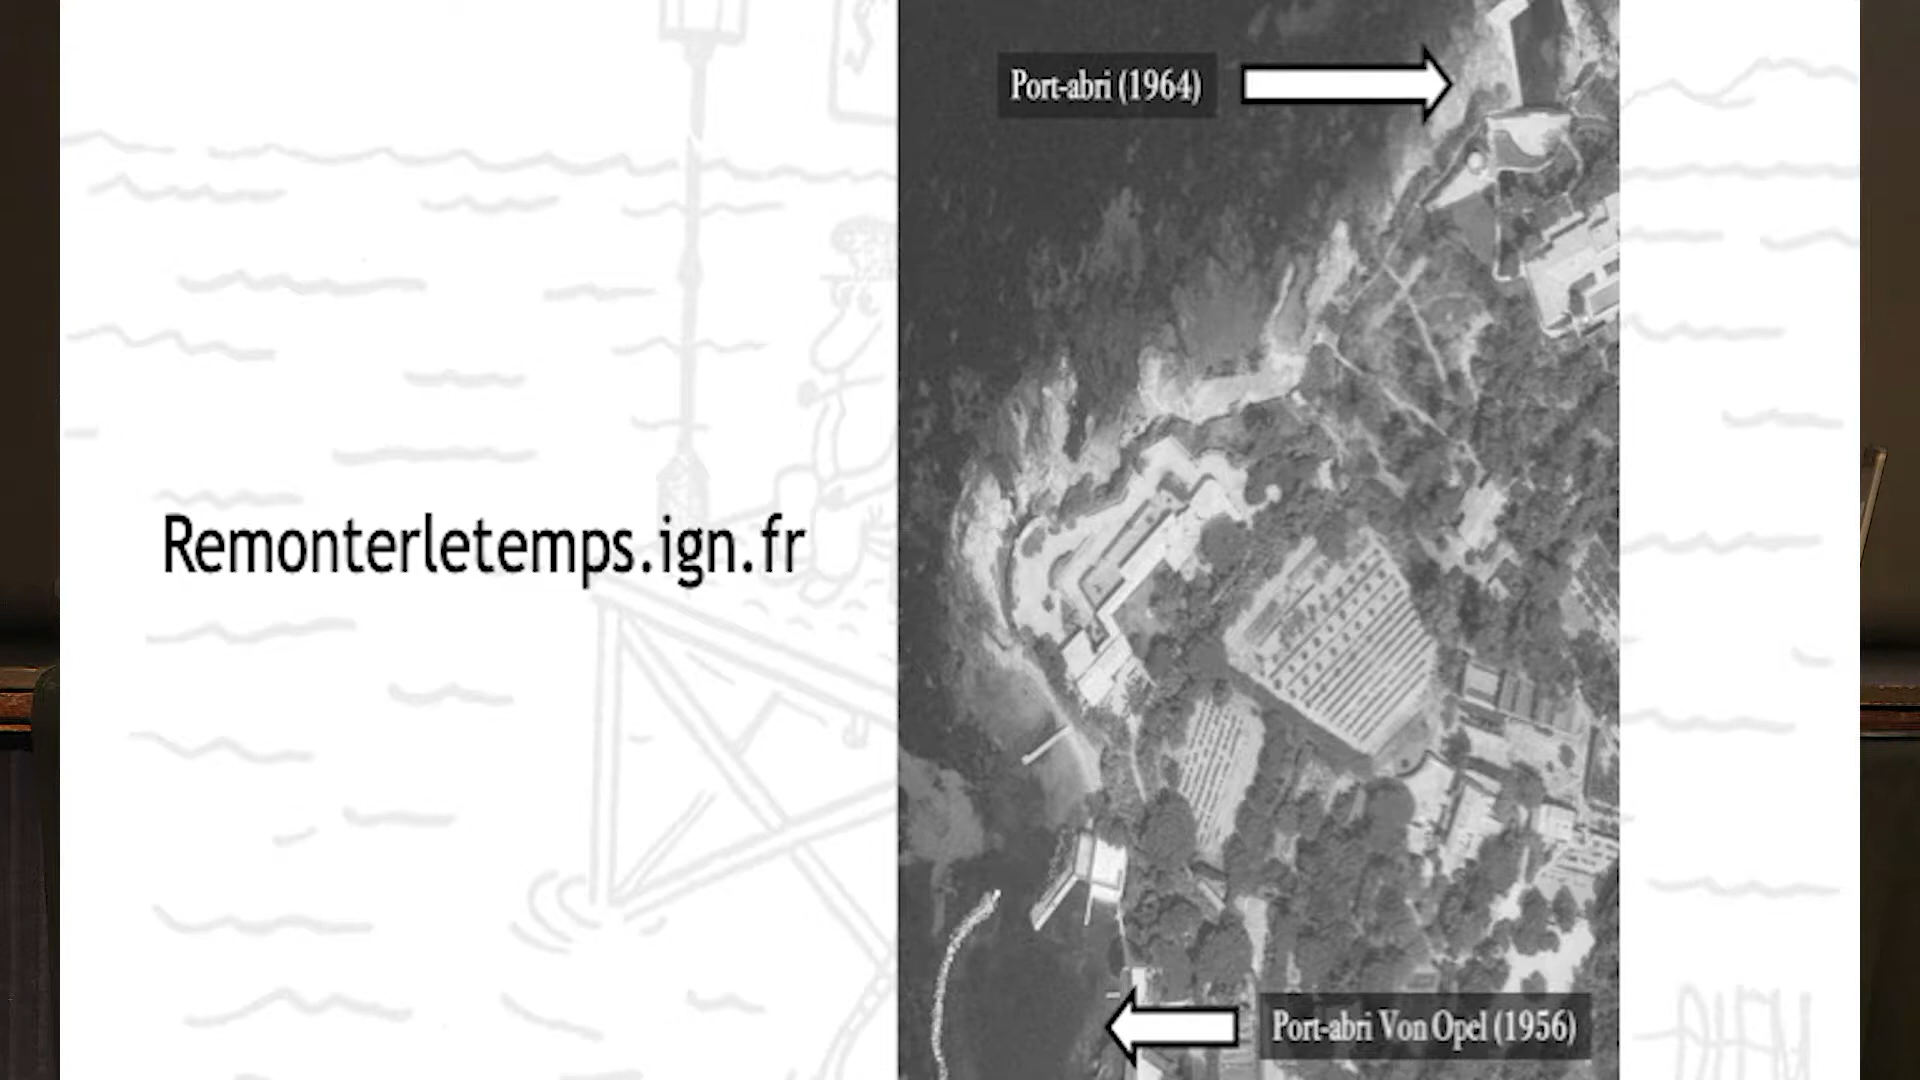 Port-abri (1964)
Remonterletemps.ign.fr
Port-abri Von Opel (1956)